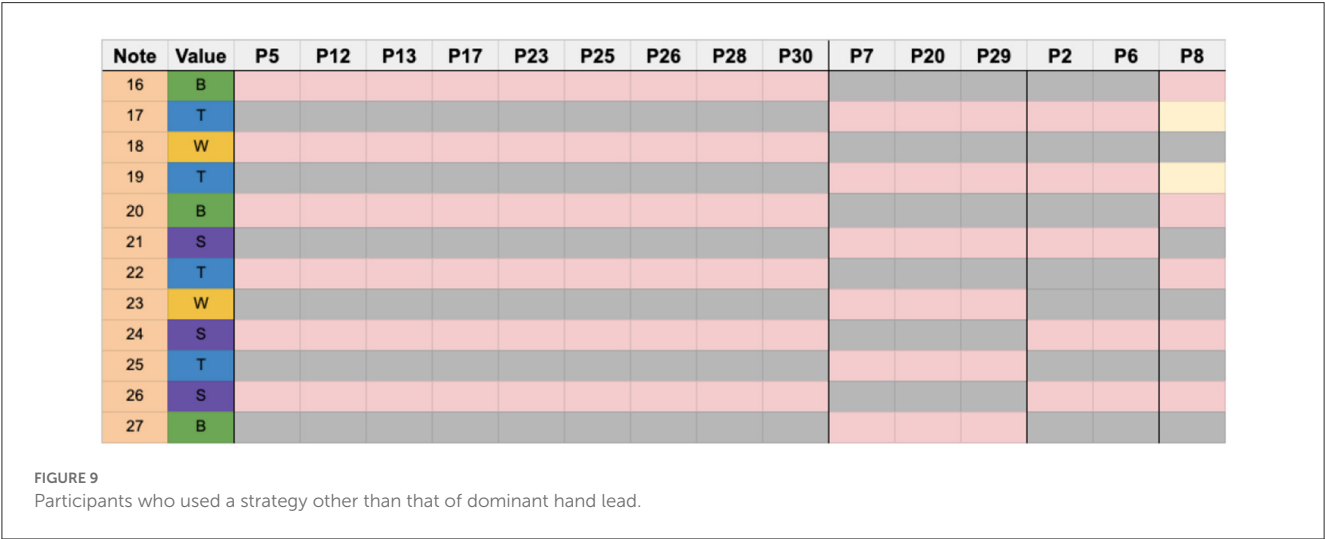 Note Value P5 P12 P13 P17 P23 P25 P26 P28 P30 P7 P20 P29 P2 P6 P8
16 B
17 T
18 W
19 T
20 B
21 S
22 T
23 W
24 S
25 T
26 S
27 B
FIGURE 9
Participants who used a strategy other than that of dominant hand lead.